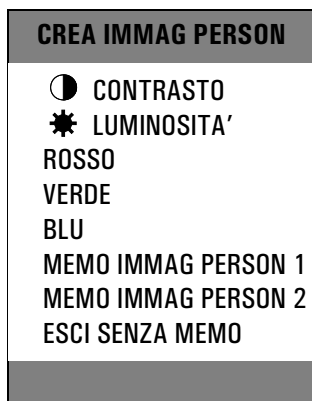 CREA IMMAG PERSON
CONTRASTO
LUMINOSITA’
ROSSO
VERDE
BLU
MEMO IMMAG PERSON 1
MEMO IMMAG PERSON 2
ESCI SENZA MEMO